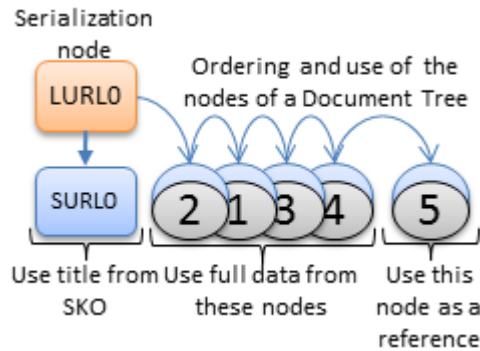 Serialization
node
LURL0
Ordering and use of the
nodes of a Document Tree
SURL0
2 1 3 4 5
Use title from
SKO
Use full data from
these nodes
Use this
node as a
reference